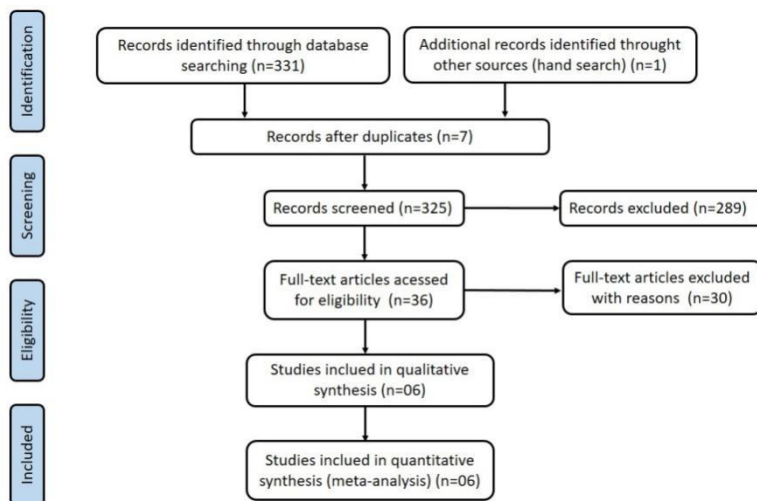 Identification
Records identified through database
searching (n=331)
Additional records identified throught
other sources (hand search) (n=1)
Records after duplicates (n=7)
Screening
Records screened (n=325)
Records excluded (n=289)
Eligibility
Full-text articles acessed
for eligibility (n=36)
Full-text articles excluded
with reasons (n=30)
Studies inclued in qualitative
synthesis (n=06)
Included
Studies inclued in quantitative
synthesis (meta-analysis) (n=06)